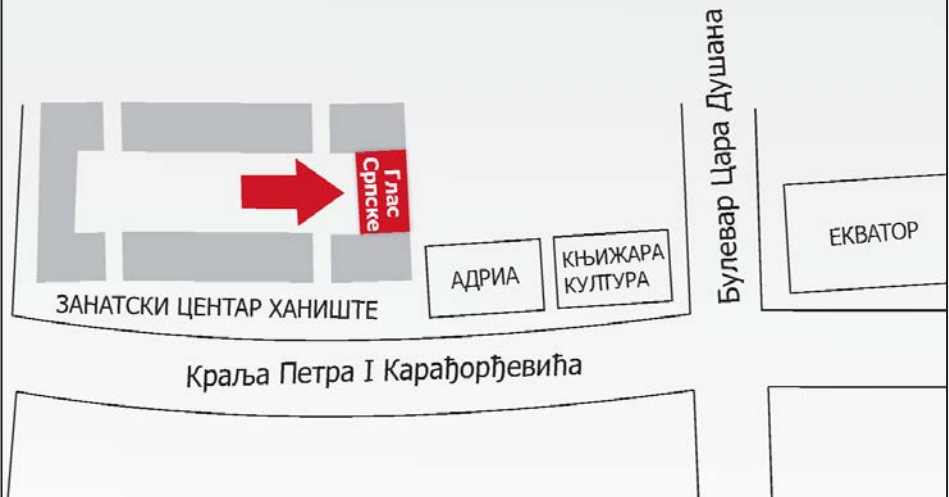 Глас
Српске
ЗАНАТСКИ ЦЕНТАР ХАНИШТЕ
АДРИА
КЊИЖАРА
КУЛТУРА
Булевар Цара Душана
ЕКВАТОР
Краља Петра I Карађорђевића